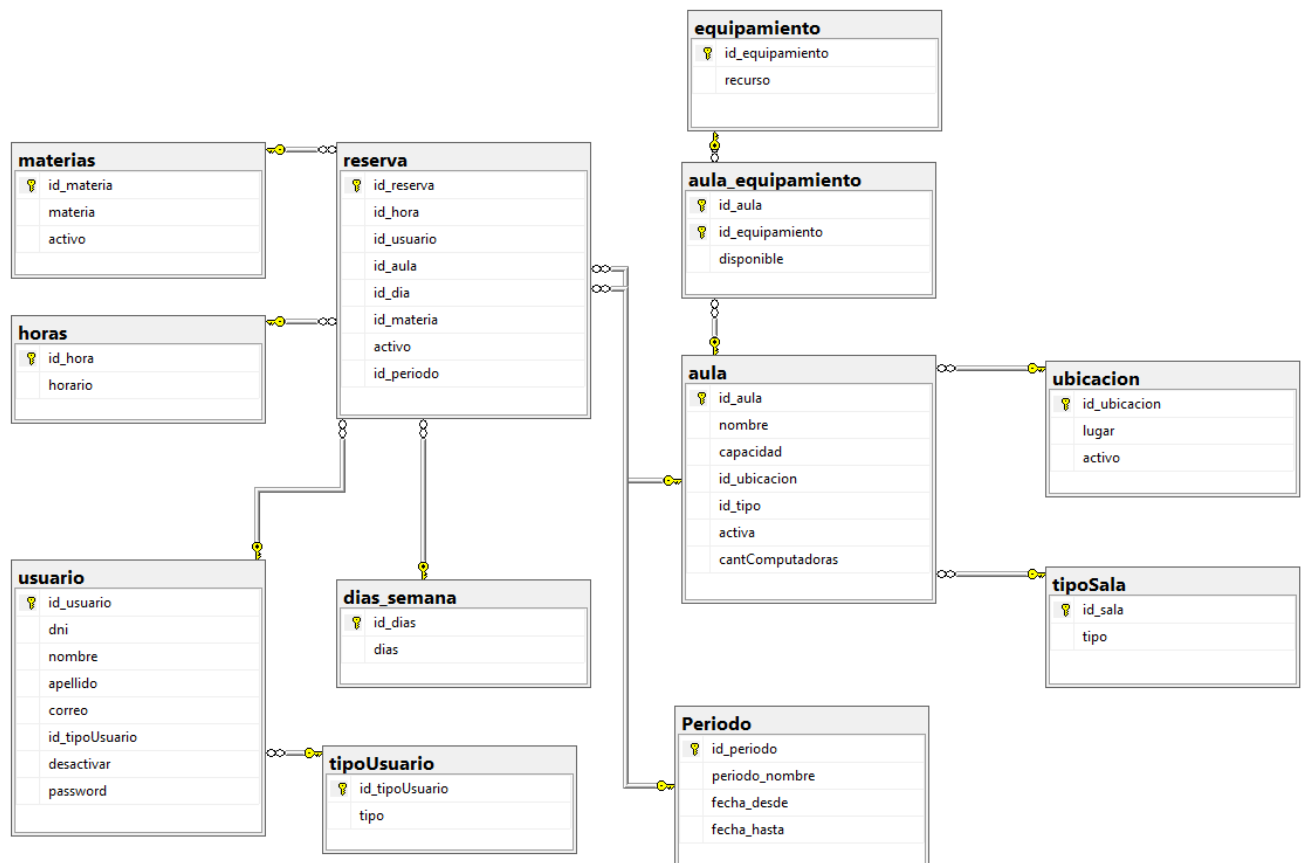 equipamiento
id_equipamiento
recurso
materias
id_materia
materia
activo
reserva
id_reserva
id_hora
id_usuario
id_aula
id_dia
id_materia
activo
id_periodo
aula_equipamiento
id_aula
id_equipamiento
disponible
horas
id_hora
horario
aula
id_aula
nombre
capacidad
id_ubicacion
id_tipo
activa
cantComputadoras
ubicacion
id_ubicacion
lugar
activo
usuario
id_usuario
dni
nombre
apellido
correo
id_tipoUsuario
desactivar
password
dias_semana
id_dias
dias
tipoSala
id_sala
tipo
tipoUsuario
id_tipoUsuario
tipo
Periodo
id_periodo
periodo_nombre
fecha_desde
fecha_hasta